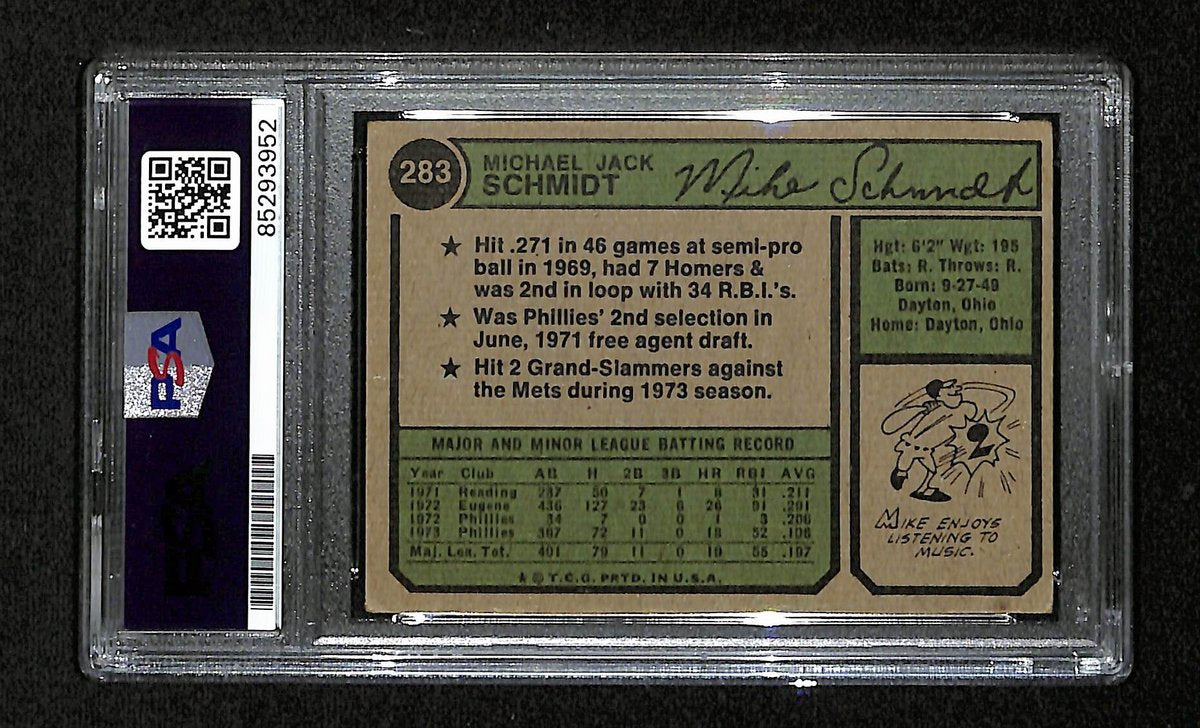 85293952
PSA
283
MICHAEL JACK
SCHMIDT
Mike Schmidt
★ Hit .271 in 46 games at semi-pro
ball in 1969, had 7 Homers &
was 2nd in loop with 34 R.B.I.'s.
★ Was Phillies' 2nd selection in
June, 1971 free agent draft.
★ Hit 2 Grand-Slammers against
the Mets during 1973 season.
MAJOR AND MINOR LEAGUE BATTING RECORD
Year Club AB H 2B 3B HR RBI AVG
1971 Reading 237 50 7 1 8 31 .211
1972 Eugene 436 127 23 6 26 91 .291
1972 Phillies 34 7 0 0 1 3 .206
1973 Phillies 367 72 11 0 18 52 .196
Maj. Lea. Tot. 401 79 11 0 19 55 .197
★ © T.C.G. PRTD. IN U.S.A.
Hgt: 6'2" Wgt: 195
Bats: R. Throws: R.
Born: 9-27-49
Dayton, Ohio
Home: Dayton, Ohio
2
MIKE ENJOYS
LISTENING TO
MUSIC.